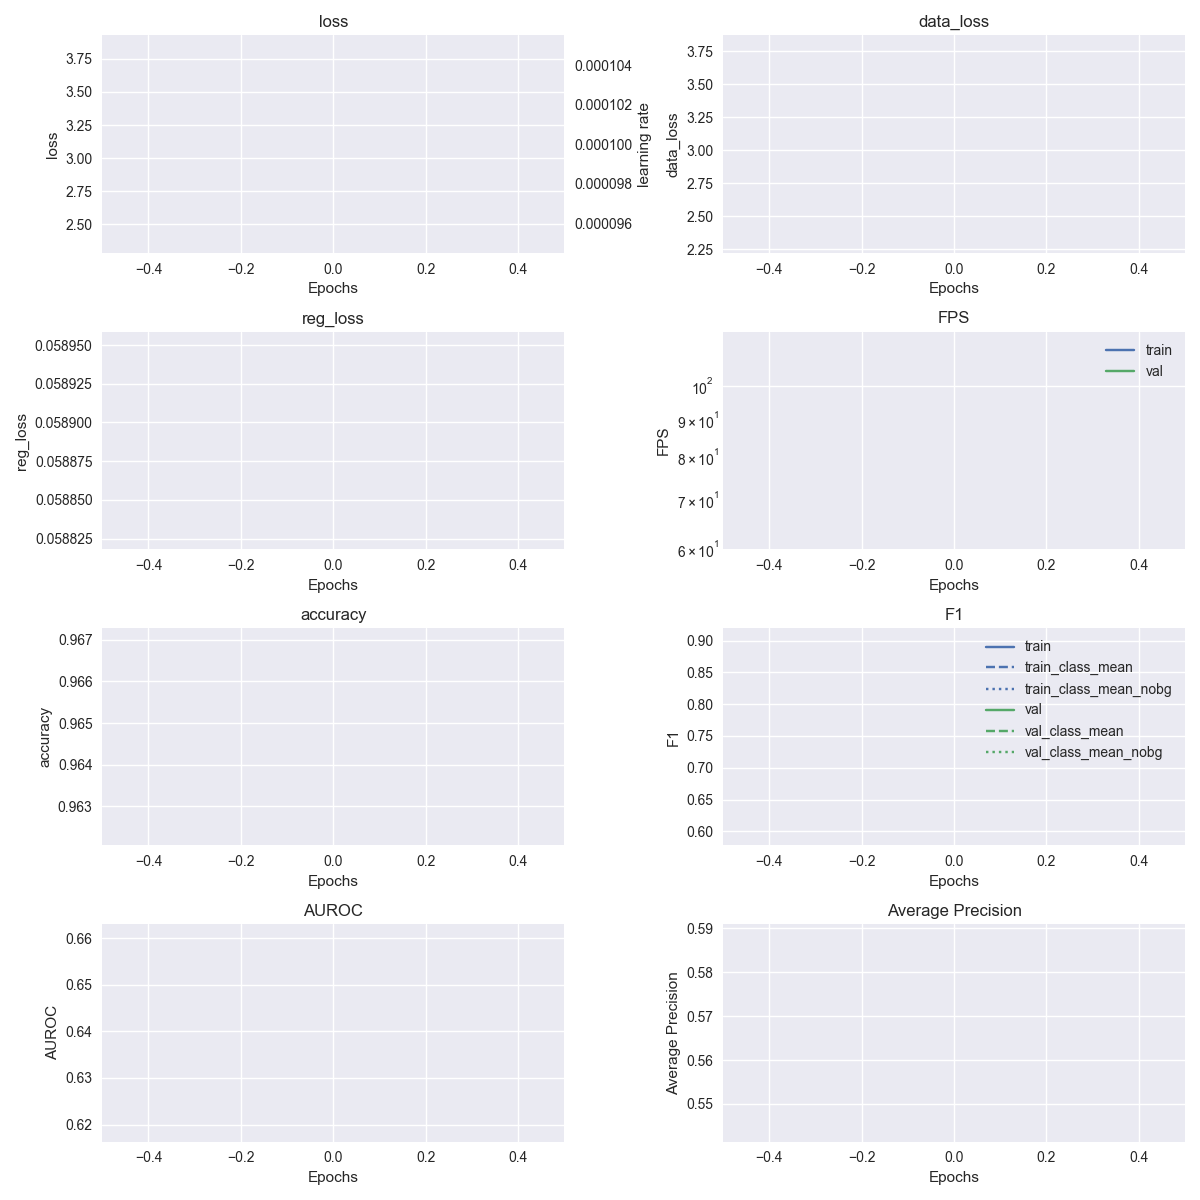 loss
3.75
3.50
3.25
3.00
2.75
2.50
loss
0.000104
0.000102
0.000100
0.000098
0.000096
learning rate
−0.4 −0.2 0.0 0.2 0.4
Epochs
data_loss
3.75
3.50
3.25
3.00
2.75
2.50
2.25
data_loss
−0.4 −0.2 0.0 0.2 0.4
Epochs
reg_loss
0.058950
0.058925
0.058900
0.058875
0.058850
0.058825
reg_loss
−0.4 −0.2 0.0 0.2 0.4
Epochs
FPS
train
val
10²
9 × 10¹
8 × 10¹
7 × 10¹
6 × 10¹
FPS
−0.4 −0.2 0.0 0.2 0.4
Epochs
accuracy
0.967
0.966
0.965
0.964
0.963
accuracy
−0.4 −0.2 0.0 0.2 0.4
Epochs
F1
0.90
0.85
0.80
0.75
0.70
0.65
0.60
F1
train
train_class_mean
train_class_mean_nobg
val
val_class_mean
val_class_mean_nobg
−0.4 −0.2 0.0 0.2 0.4
Epochs
AUROC
0.66
0.65
0.64
0.63
0.62
AUROC
−0.4 −0.2 0.0 0.2 0.4
Epochs
Average Precision
0.59
0.58
0.57
0.56
0.55
Average Precision
−0.4 −0.2 0.0 0.2 0.4
Epochs